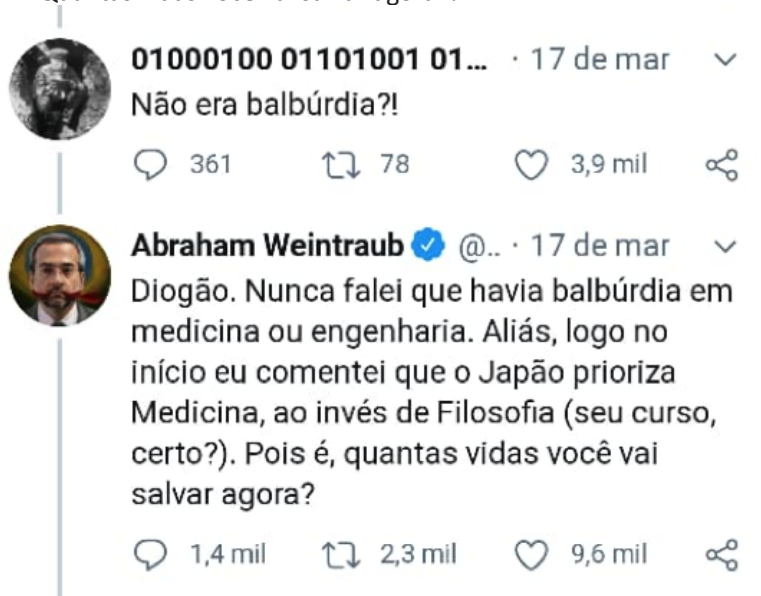 01000100 01101001 01... · 17 de mar
Não era balbúrdia?!
361 78 3,9 mil
Abraham Weintraub @.. · 17 de mar
Diogão. Nunca falei que havia balbúrdia em
medicina ou engenharia. Aliás, logo no
início eu comentei que o Japão prioriza
Medicina, ao invés de Filosofia (seu curso,
certo?). Pois é, quantas vidas você vai
salvar agora?
1,4 mil 2,3 mil 9,6 mil